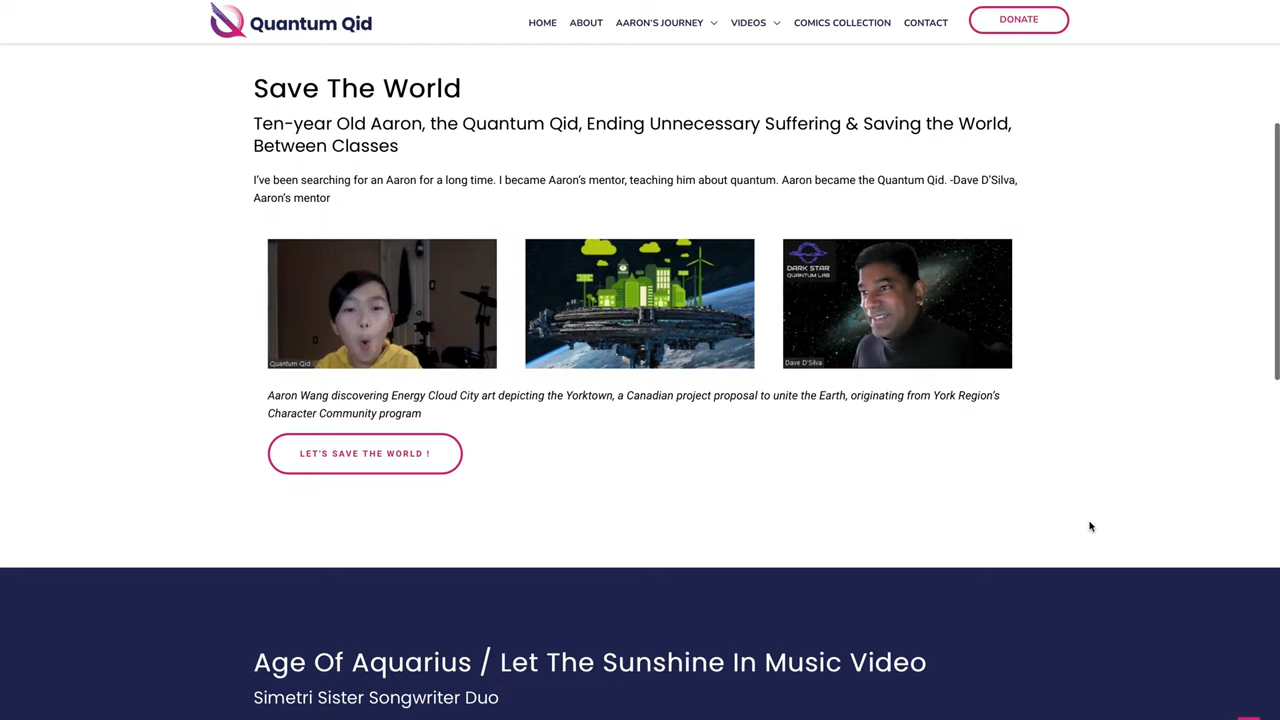 Quantum Qid
HOME ABOUT AARON'S JOURNEY VIDEOS COMICS COLLECTION CONTACT DONATE
Save The World
Ten-year Old Aaron, the Quantum Qid, Ending Unnecessary Suffering & Saving the World,
Between Classes
I've been searching for an Aaron for a long time. I became Aaron's mentor, teaching him about quantum. Aaron became the Quantum Qid. -Dave D'Silva,
Aaron's mentor
DARK STAR
QUANTUM LAB
Quantum Qid
Dave D'Silva
Aaron Wang discovering Energy Cloud City art depicting the Yorktown, a Canadian project proposal to unite the Earth, originating from York Region's
Character Community program
LET'S SAVE THE WORLD !
Age Of Aquarius / Let The Sunshine In Music Video
Simetri Sister Songwriter Duo